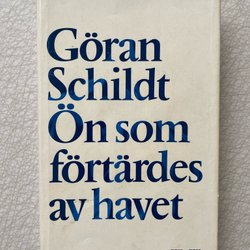 Göran
Schildt
Ön som
förtärdes
av havet